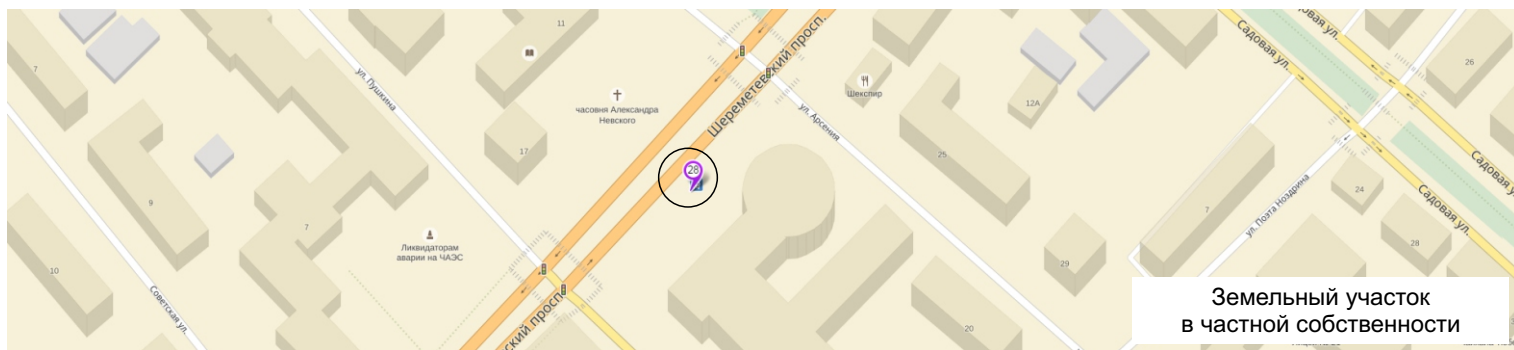 11
7
ул. Пушкина
часовня Александра
Невского
17
Шереметевский просп.
Шекспир
ул. Арсения
12А
25
Садовая ул.
Садовая ул.
26
28
9
7
Ликвидаторам
аварии на ЧАЭС
10
Советская ул.
ский просп.
29
20
7
ул. Поэта Ноздрина
24
Садовая ул.
28
Земельный участок
в частной собственности